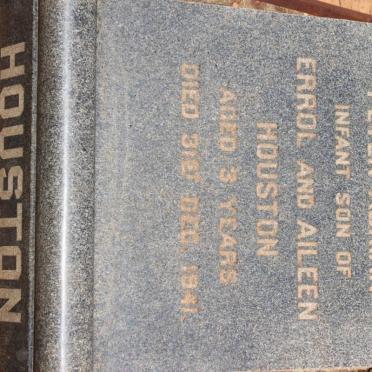 INFANT SON OF
ERROL AND AILEEN
HOUSTON
AGED 3 YEARS
DIED 31ST DEC. 1941.
HOUSTON